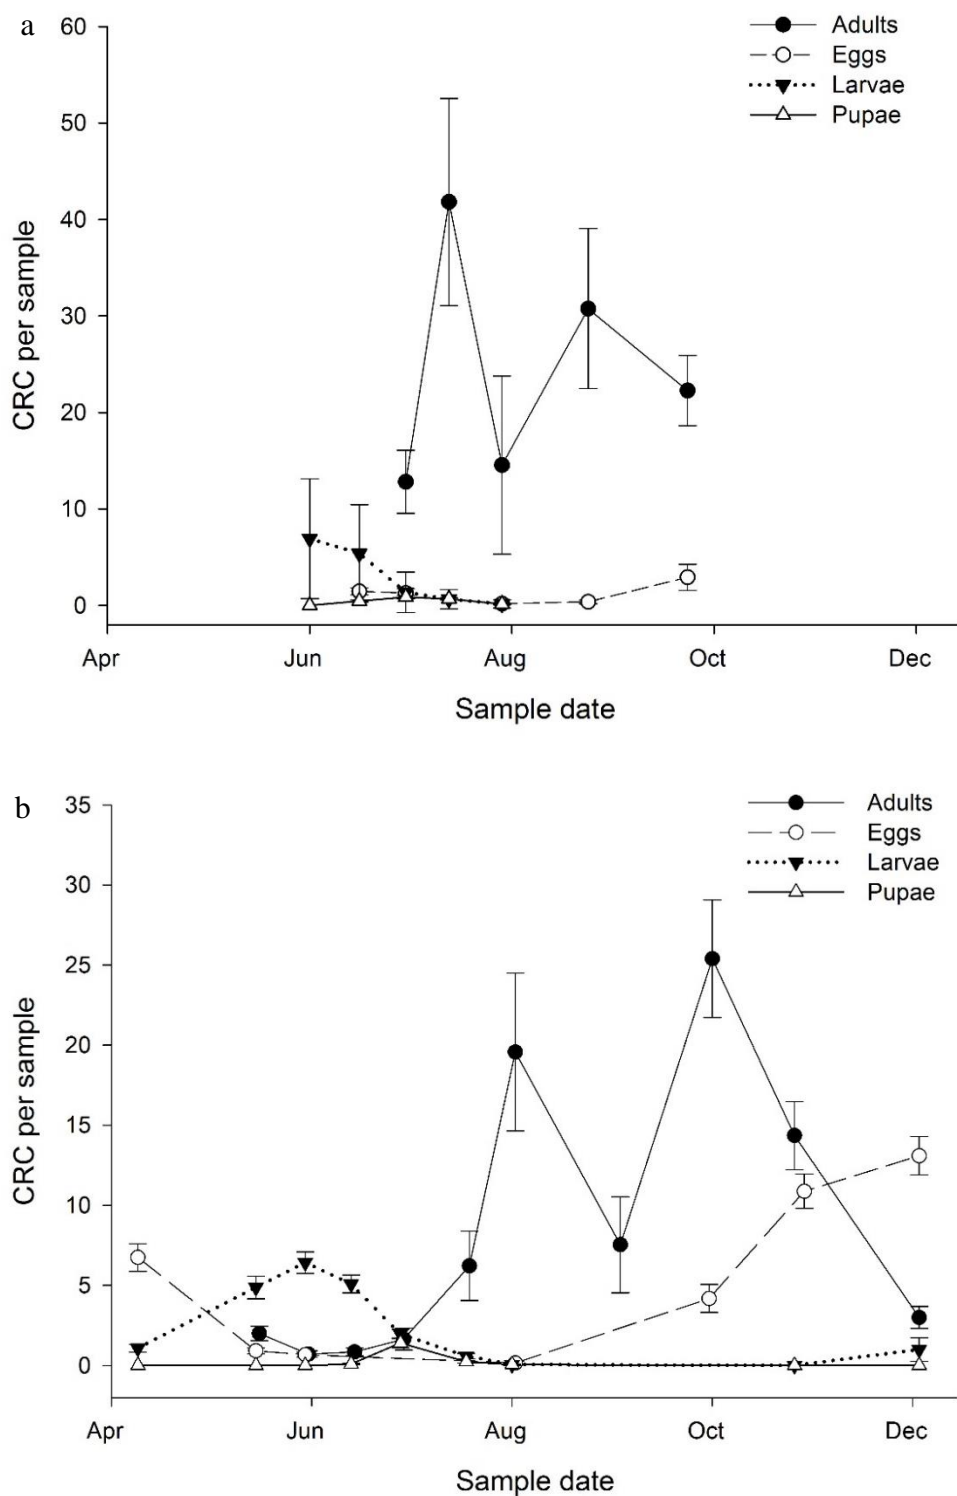 a
60
50
40
30
20
10
0
CRC per sample
Adults
Eggs
Larvae
Pupae
Apr Jun Aug Oct Dec
Sample date
b
35
30
25
20
15
10
5
0
CRC per sample
Adults
Eggs
Larvae
Pupae
Apr Jun Aug Oct Dec
Sample date